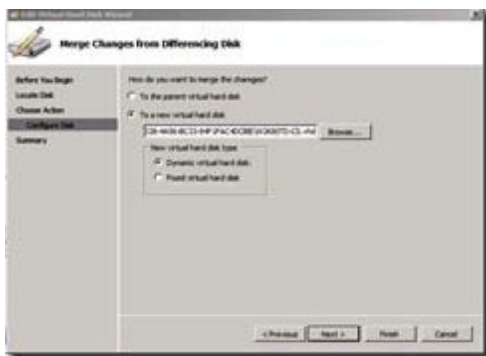 Edit Virtual Hard Disk Wizard
Merge Changes from Differencing Disk
Before You Begin
Locate Disk
Choose Action
Configure Disk
Summary
How do you want to merge the changes?
To the parent virtual hard disk
To a new virtual hard disk
Browse...
New virtual hard disk type
Dynamic virtual hard disk
Fixed virtual hard disk
< Previous
Next >
Finish
Cancel